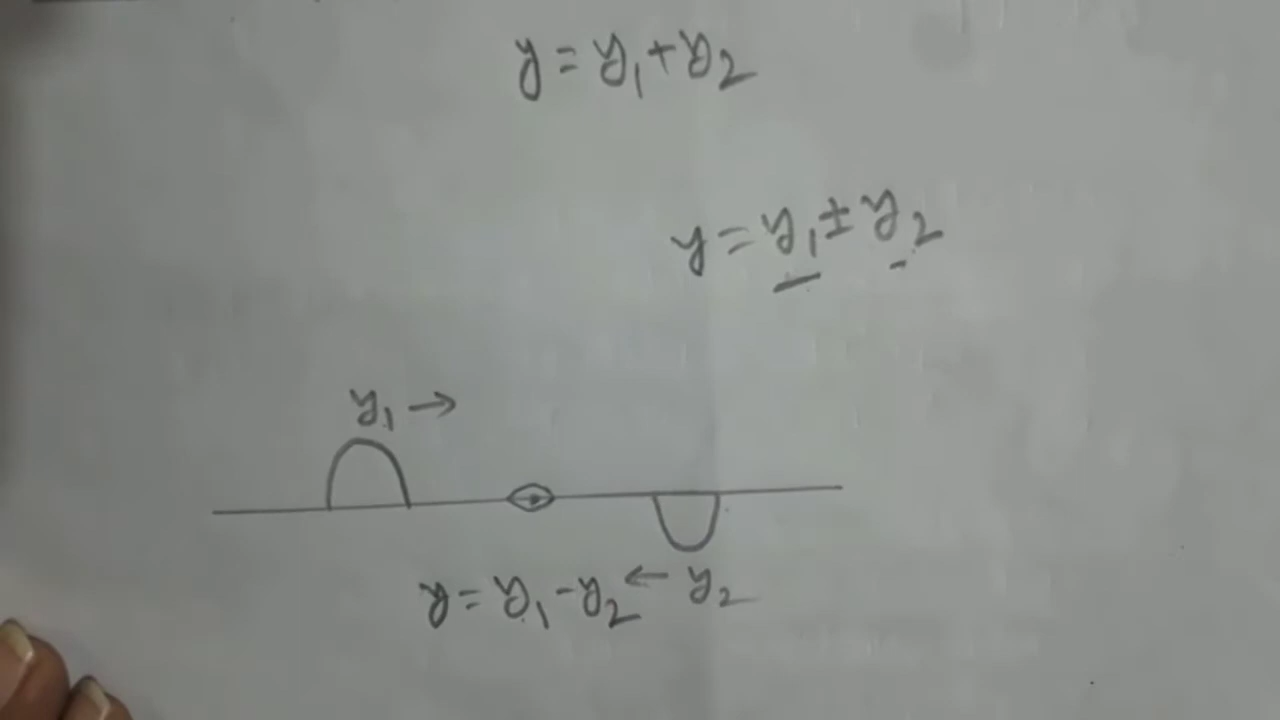 y = y₁ + y₂
y = y₁ ± y₂
y₁ →
y = y₁ - y₂ ← y₂